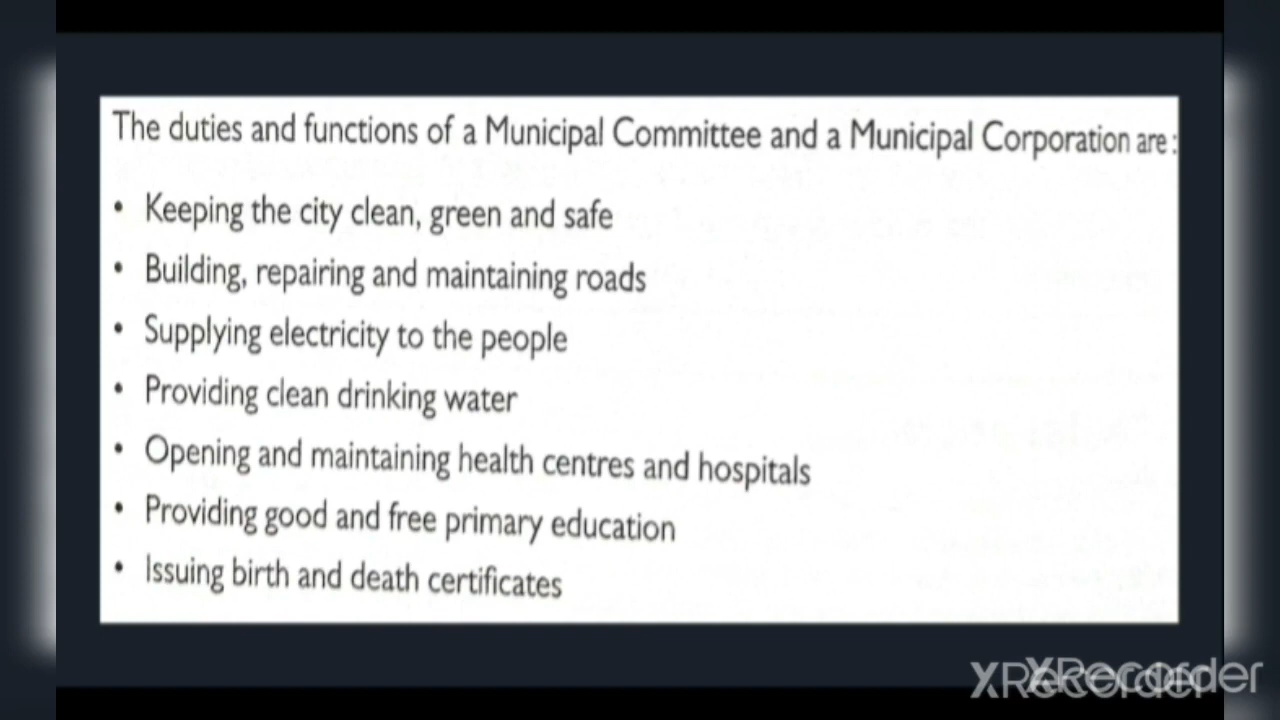 The duties and functions of a Municipal Committee and a Municipal Corporation are :
• Keeping the city clean, green and safe
• Building, repairing and maintaining roads
• Supplying electricity to the people
• Providing clean drinking water
• Opening and maintaining health centres and hospitals
• Providing good and free primary education
• Issuing birth and death certificates
XRecorder
XRecorder